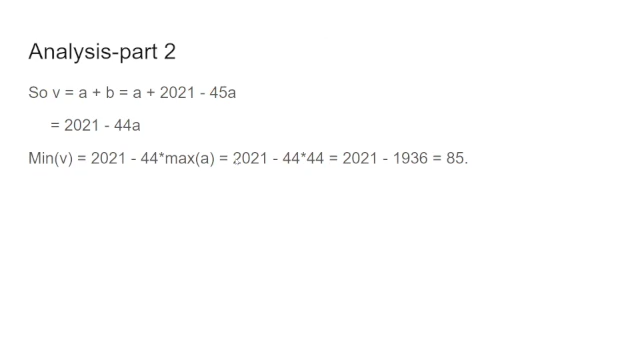 Analysis-part 2
So v = a + b = a + 2021 - 45a
= 2021 - 44a
Min(v) = 2021 - 44*max(a) = 2021 - 44*44 = 2021 - 1936 = 85.